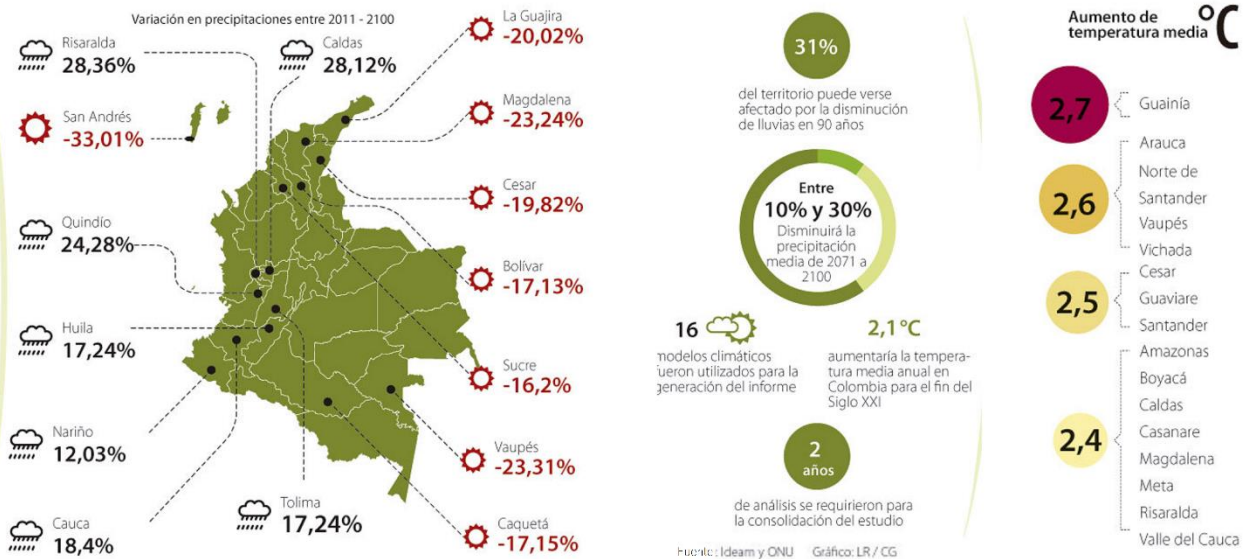 Variación en precipitaciones entre 2011 - 2100
Risaralda
28,36%
Caldas
28,12%
San Andrés
-33,01%
Quindío
24,28%
Huila
17,24%
Nariño
12,03%
Cauca
18,4%
Tolima
17,24%
La Guajira
-20,02%
Magdalena
-23,24%
Cesar
-19,82%
Bolívar
-17,13%
Sucre
-16,2%
Vaupés
-23,31%
Caquetá
-17,15%
31%
del territorio puede verse
afectado por la disminución
de lluvias en 90 años
Entre
10% y 30%
Disminuirá la
precipitación
media de 2071 a
2100
16
modelos climáticos
fueron utilizados para la
generación del informe
2,1°C
aumentaría la tempera-
tura media anual en
Colombia para el fin del
Siglo XXI
2
años
de análisis se requirieron para
la consolidación del estudio
Fuente: Ideam y ONU Gráfico: LR / CG
Aumento de
temperatura media °C
2,7
Guainía
2,6
Arauca
Norte de
Santander
Vaupés
Vichada
2,5
Cesar
Guaviare
Santander
2,4
Amazonas
Boyacá
Caldas
Casanare
Magdalena
Meta
Risaralda
Valle del Cauca